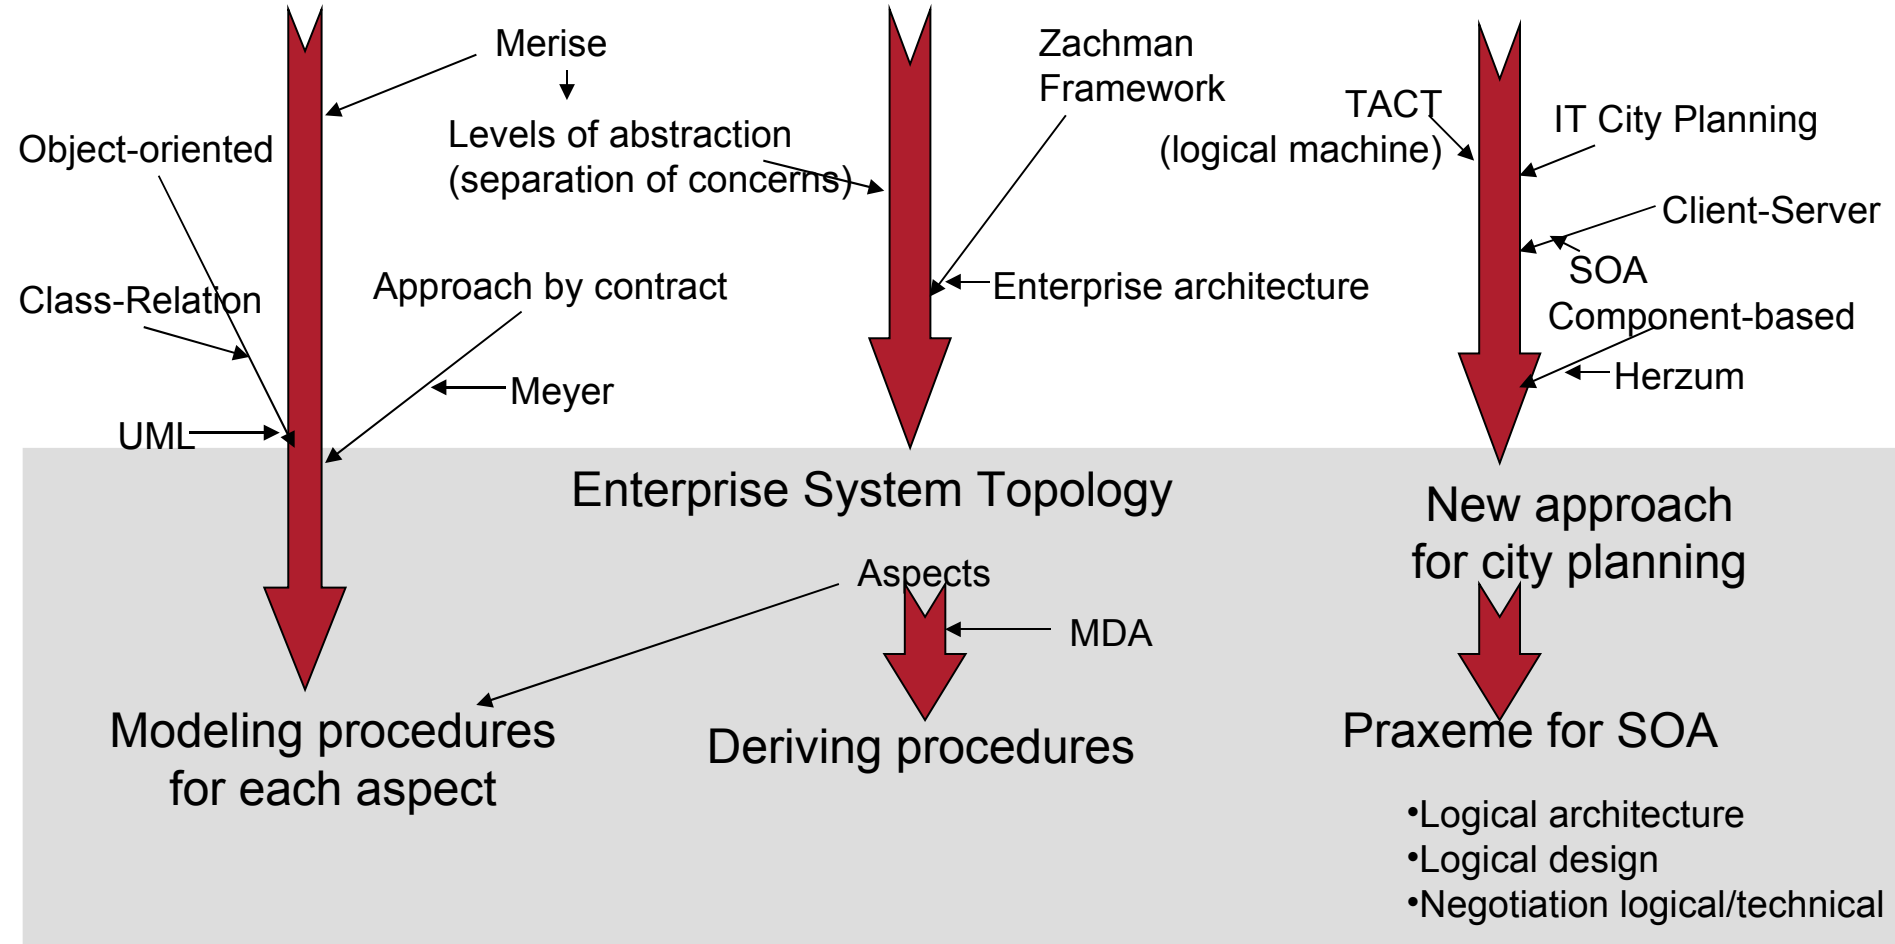 Merise
Levels of abstraction
(separation of concerns)
Object-oriented
Class-Relation
Approach by contract
Meyer
UML
Zachman
Framework
Enterprise architecture
TACT
(logical machine)
IT City Planning
Client-Server
SOA
Component-based
Herzum
Enterprise System Topology
Aspects
MDA
New approach
for city planning
Modeling procedures
for each aspect
Deriving procedures
Praxeme for SOA
•Logical architecture
•Logical design
•Negotiation logical/technical